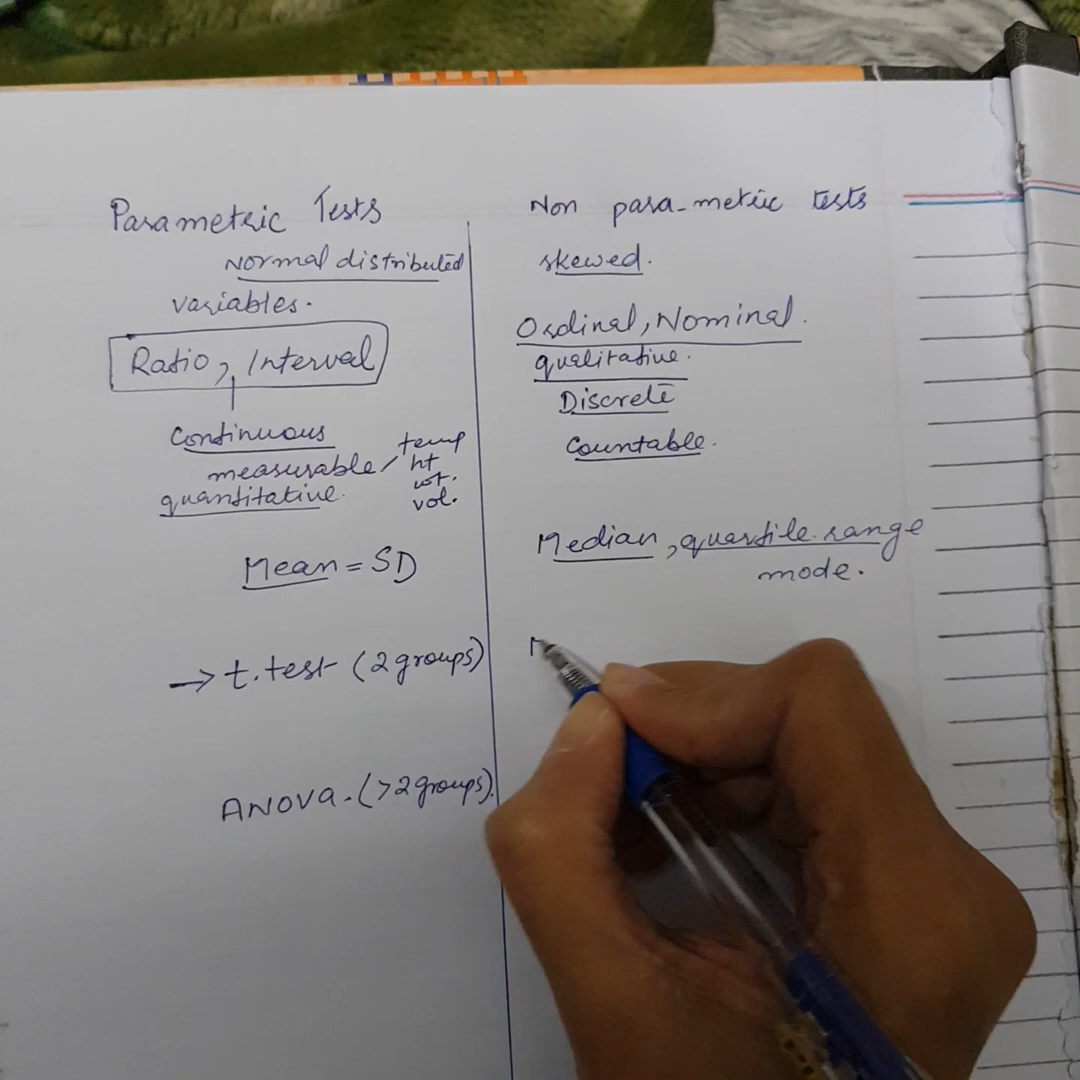 Parametric Tests
Normal distributed
variables.
Ratio, Interval
Continuous
measurable
temp
ht
wt.
vol.
quantitative.
Mean = SD
→ t.test (2 groups)
ANOVA. (>2 groups).
Non para-metric tests
skewed.
Ordinal, Nominal.
qualitative.
Discrete
Countable.
Median, quartile range
mode.